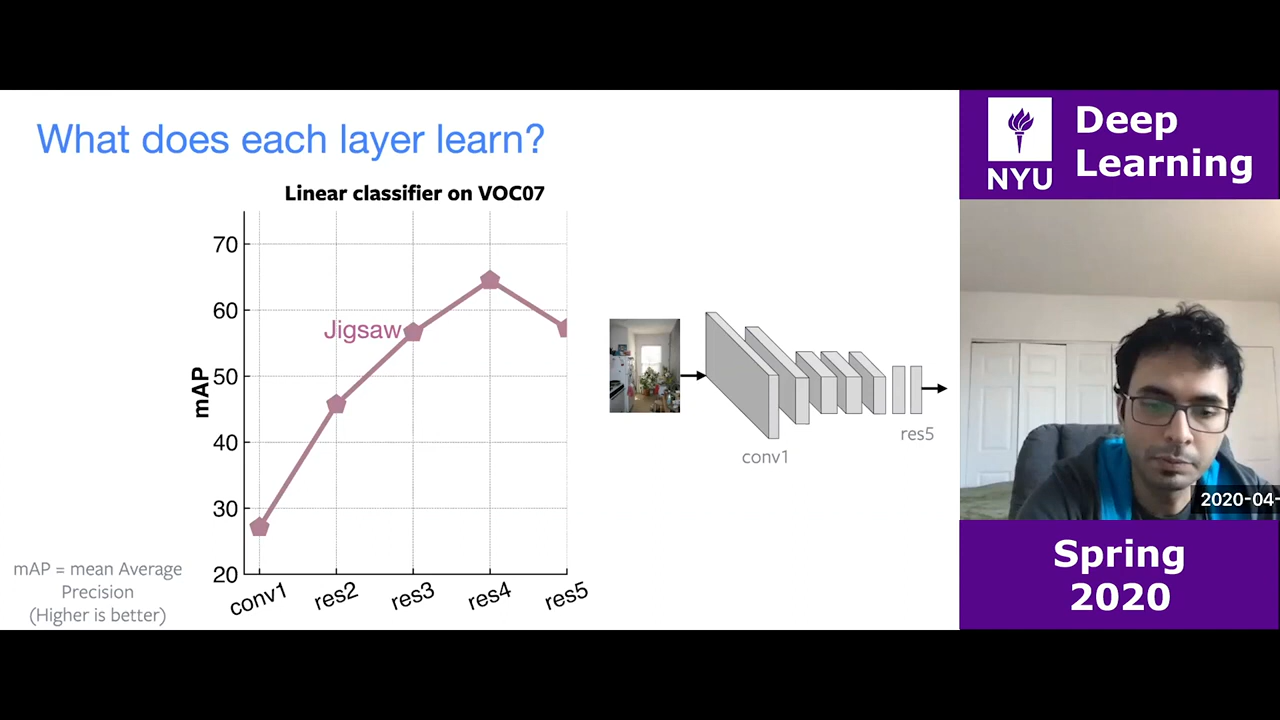 What does each layer learn?
Linear classifier on VOC07
70
60
50
40
30
20
mAP
Jigsaw
conv1
res2
res3
res4
res5
mAP = mean Average
Precision
(Higher is better)
conv1
res5
NYU
Deep
Learning
2020-04-
Spring
2020